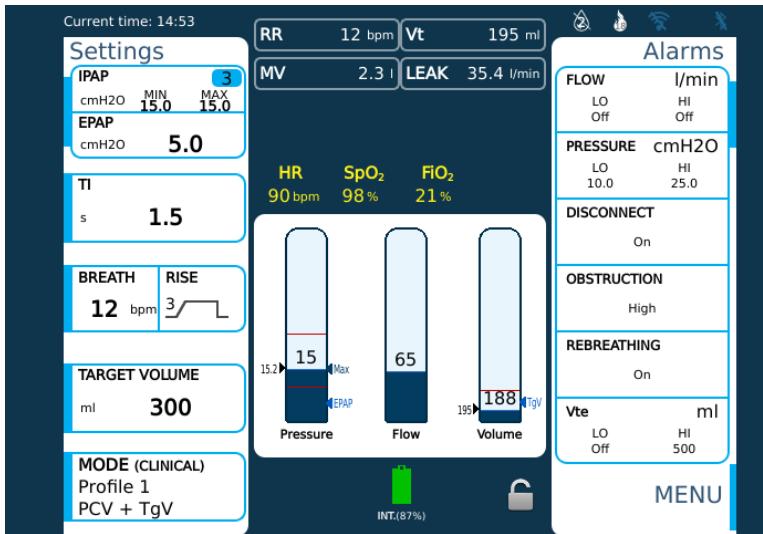 Current time: 14:53
Settings
IPAP 3
cmH2O MIN 15.0 MAX 15.0
EPAP
cmH2O 5.0
TI
s 1.5
BREATH RISE
12 bpm 3
TARGET VOLUME
ml 300
MODE (CLINICAL)
Profile 1
PCV + TgV
RR 12 bpm Vt 195 ml
MV 2.3 l LEAK 35.4 l/min
HR SpO₂ FiO₂
90 bpm 98 % 21 %
15 65 188
15.2 Max
EPAP
195 TgV
Pressure Flow Volume
INT.(87%)
2
Alarms
FLOW l/min
LO HI
Off Off
PRESSURE cmH2O
LO HI
10.0 25.0
DISCONNECT
On
OBSTRUCTION
High
REBREATHING
On
Vte ml
LO HI
Off 500
MENU